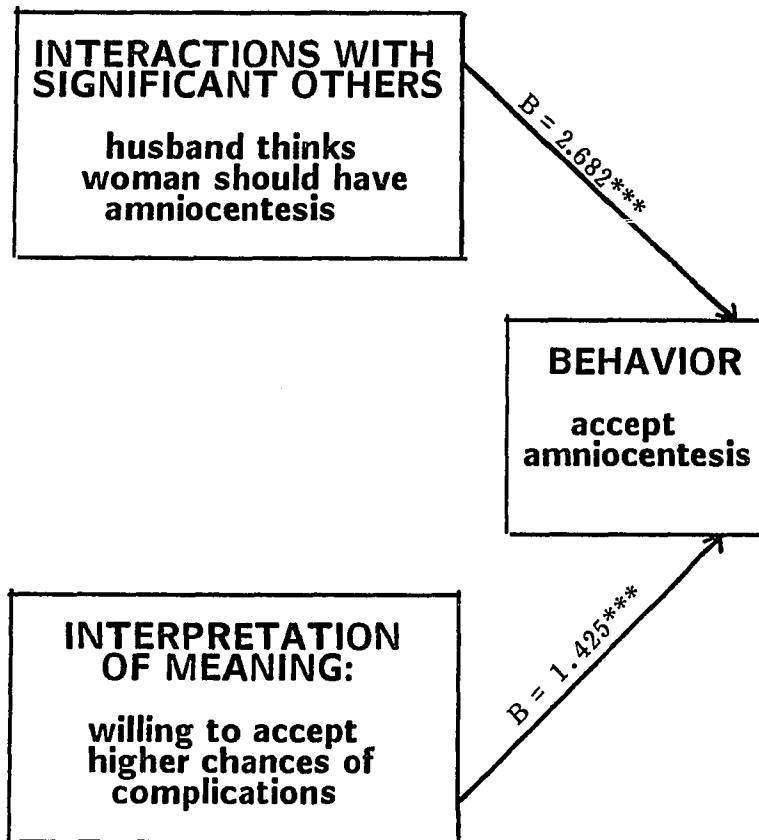 INTERACTIONS WITH
SIGNIFICANT OTHERS
husband thinks
woman should have
amniocentesis
B = 2.682***
BEHAVIOR
accept
amniocentesis
INTERPRETATION
OF MEANING:
willing to accept
higher chances of
complications
B = 1.425***